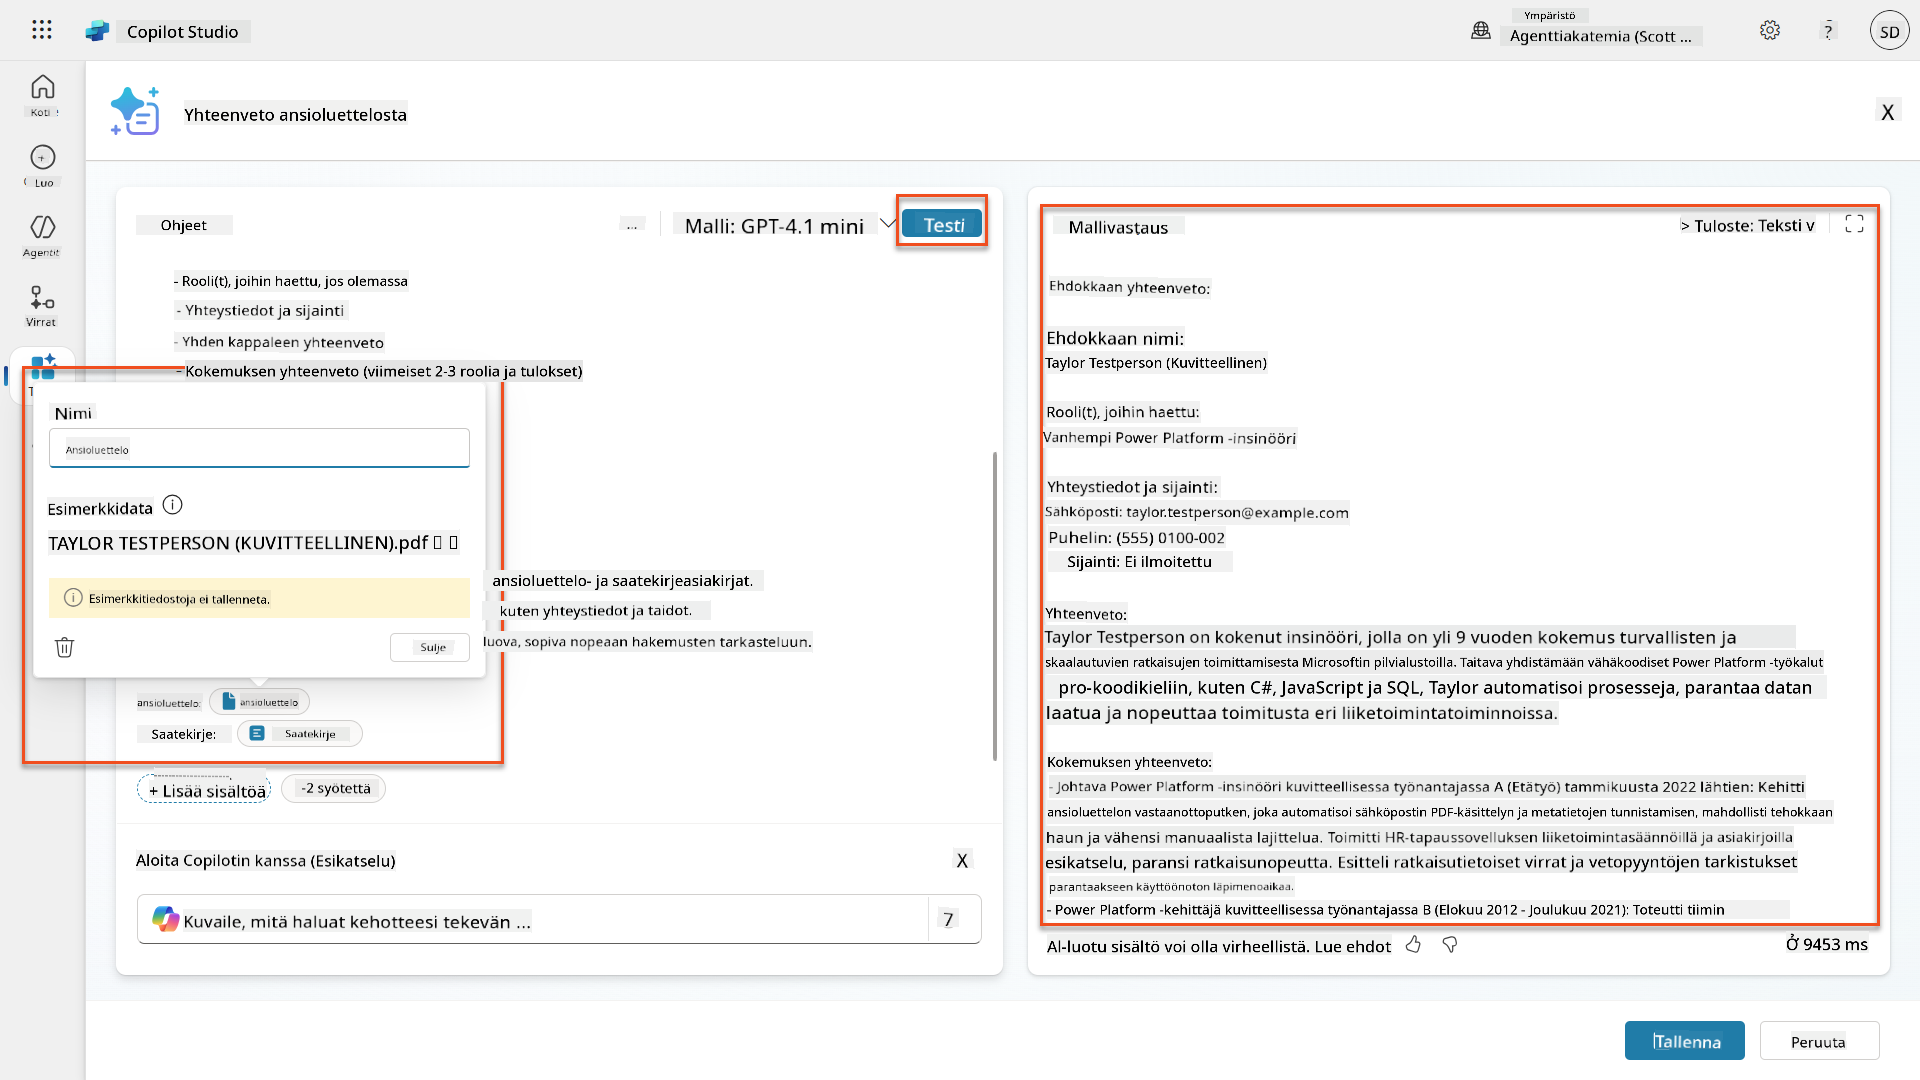 Copilot Studio
Ympäristö
Agenttiakatemia (Scott ...
?
SD
Koti
Luo
Agentit
Virrat
Yhteenveto ansioluettelosta
X
Ohjeet
...
Malli: GPT-4.1 mini
Testi
- Rooli(t), joihin haettu, jos olemassa
- Yhteystiedot ja sijainti
- Yhden kappaleen yhteenveto
- Kokemuksen yhteenveto (viimeiset 2-3 roolia ja tulokset)
Nimi
Ansioluettelo
Esimerkkidata
TAYLOR TESTPERSON (KUVITTEELLINEN).pdf
Esimerkkitiedostoja ei tallenneta.
Sulje
ansioluettelo- ja saatekirjeasiakirjat.
kuten yhteystiedot ja taidot.
luova, sopiva nopeaan hakemusten tarkasteluun.
ansioluettelo:
ansioluettelo
Saatekirje:
Saatekirje
+ Lisää sisältöä
-2 syötettä
Aloita Copilotin kanssa (Esikatselu)
X
Kuvaile, mitä haluat kehotteesi tekevän ...
7
Mallivastaus
> Tuloste: Teksti v
Ehdokkaan yhteenveto:
Ehdokkaan nimi:
Taylor Testperson (Kuvitteellinen)
Rooli(t), joihin haettu:
Vanhempi Power Platform -insinööri
Yhteystiedot ja sijainti:
Sähköposti: taylor.testperson@example.com
Puhelin: (555) 0100-002
Sijainti: Ei ilmoitettu
Yhteenveto:
Taylor Testperson on kokenut insinööri, jolla on yli 9 vuoden kokemus turvallisten ja
skaalautuvien ratkaisujen toimittamisesta Microsoftin pilvialustoilla. Taitava yhdistämään vähäkoodiset Power Platform -työkalut
pro-koodikieliin, kuten C#, JavaScript ja SQL, Taylor automatisoi prosesseja, parantaa datan
laatua ja nopeuttaa toimitusta eri liiketoimintatoiminnoissa.
Kokemuksen yhteenveto:
- Johtava Power Platform -insinööri kuvitteellisessa työnantajassa A (Etätyö) tammikuusta 2022 lähtien: Kehitti
ansioluettelon vastaanottoputken, joka automatisoi sähköpostin PDF-käsittelyn ja metatietojen tunnistamisen, mahdollisti tehokkaan
haun ja vähensi manuaalista lajittelua. Toimitti HR-tapaussovelluksen liiketoimintasäännöillä ja asiakirjoilla
esikatselu, paransi ratkaisunopeutta. Esitteli ratkaisutietoiset virrat ja vetopyyntöjen tarkistukset
parantaakseen käyttöönoton läpimenoaikaa.
- Power Platform -kehittäjä kuvitteellisessa työnantajassa B (Elokuu 2012 - Joulukuu 2021): Toteutti tiimin
AI-luotu sisältö voi olla virheellistä. Lue ehdot
Ở 9453 ms
Tallenna
Peruuta